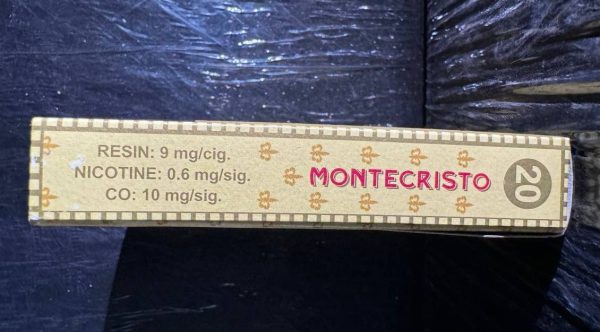 RESIN: 9 mg/cig.
NICOTINE: 0.6 mg/sig.
CO: 10 mg/sig.
MONTECRISTO
20